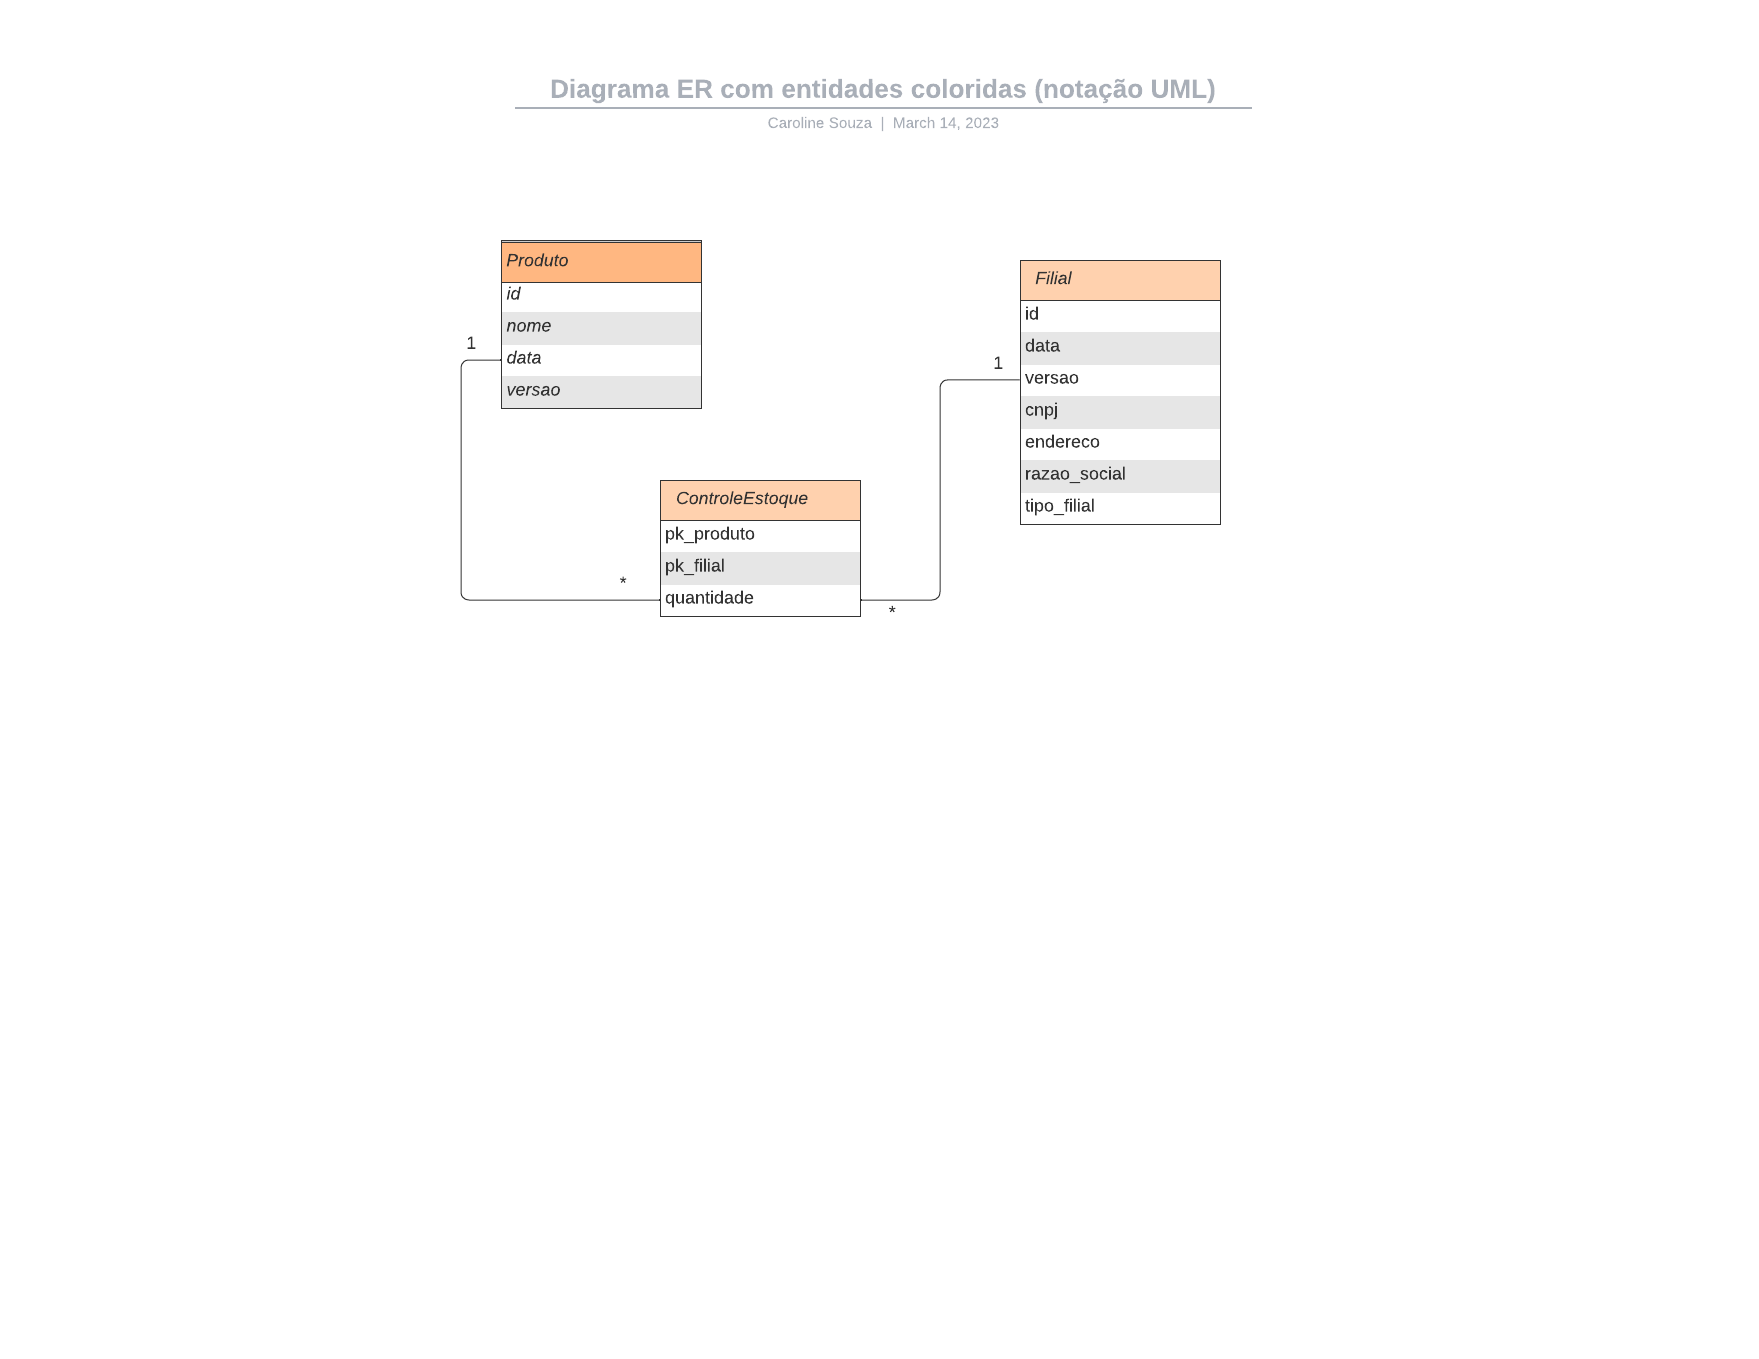 Diagrama ER com entidades coloridas (notação UML)
Caroline Souza | March 14, 2023
Produto
id
nome
data
versao
1
*
ControleEstoque
pk_produto
pk_filial
quantidade
*
1
Filial
id
data
versao
cnpj
endereco
razao_social
tipo_filial